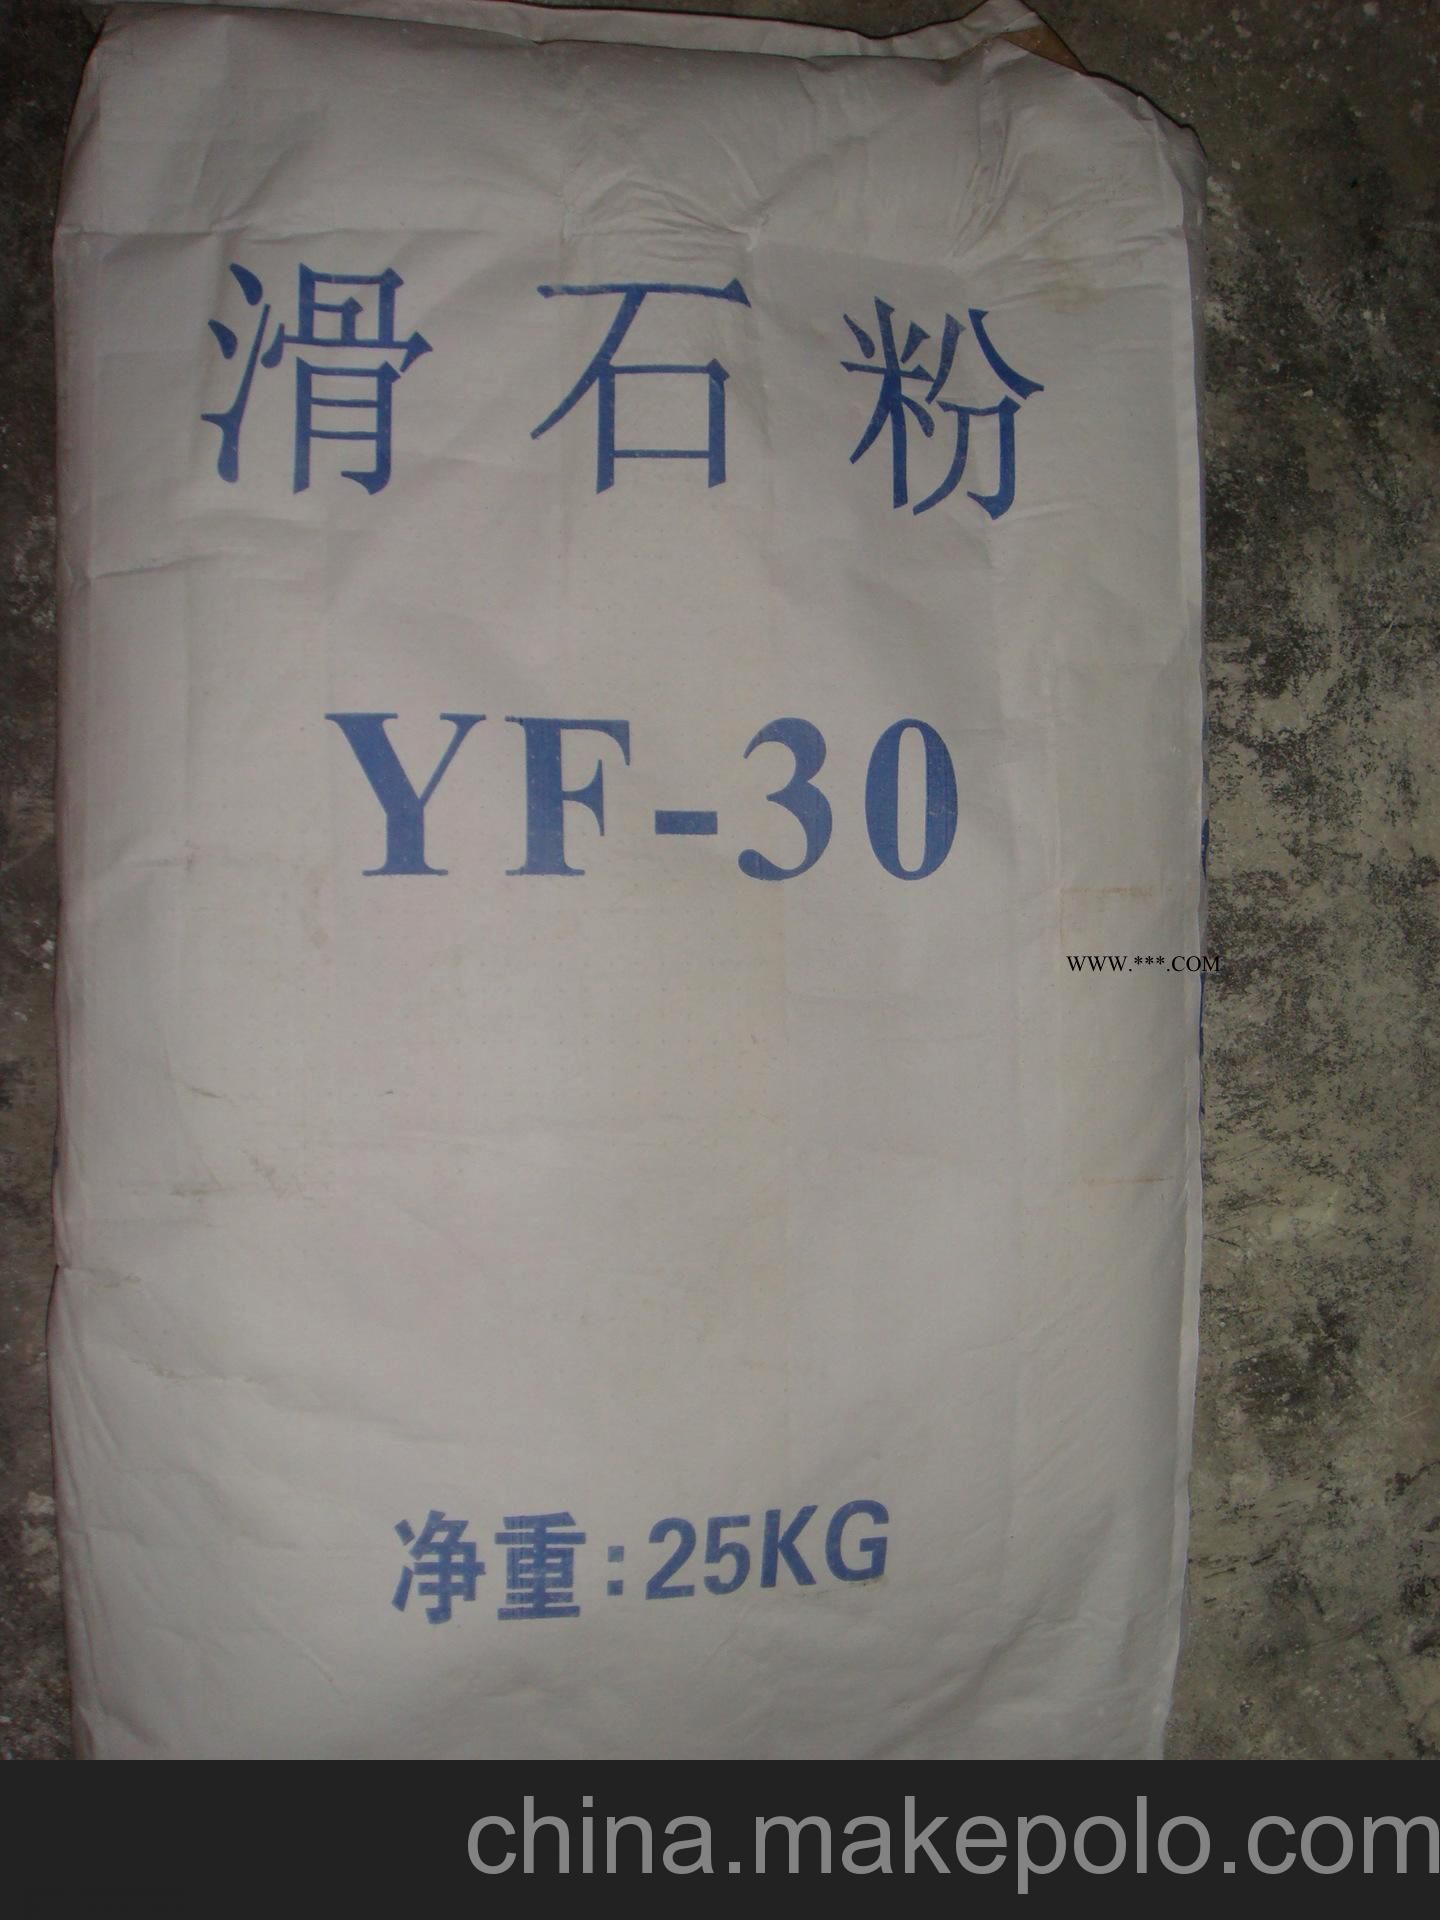 滑石粉
YF-30
WWW.***.COM
净重:25KG
china.makepolo.com